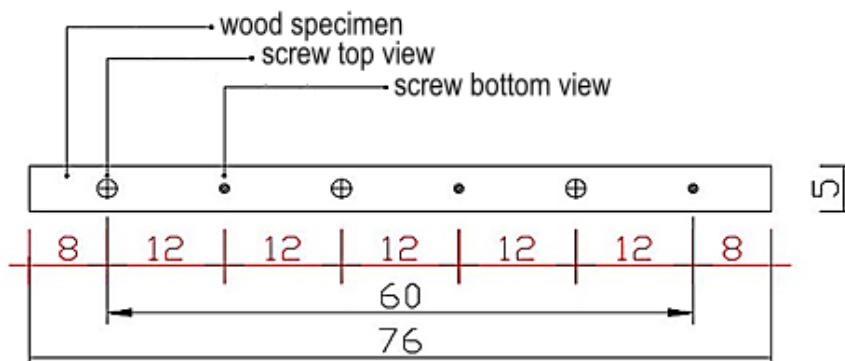 wood specimen
screw top view
screw bottom view
5
8 12 12 12 12 12 8
60
76